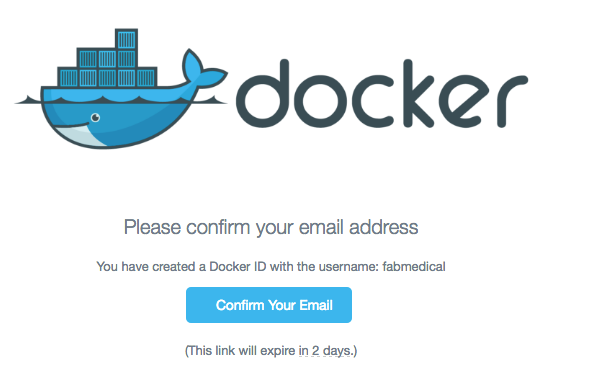 docker
Please confirm your email address
You have created a Docker ID with the username: fabmedical
Confirm Your Email
(This link will expire in 2 days.)